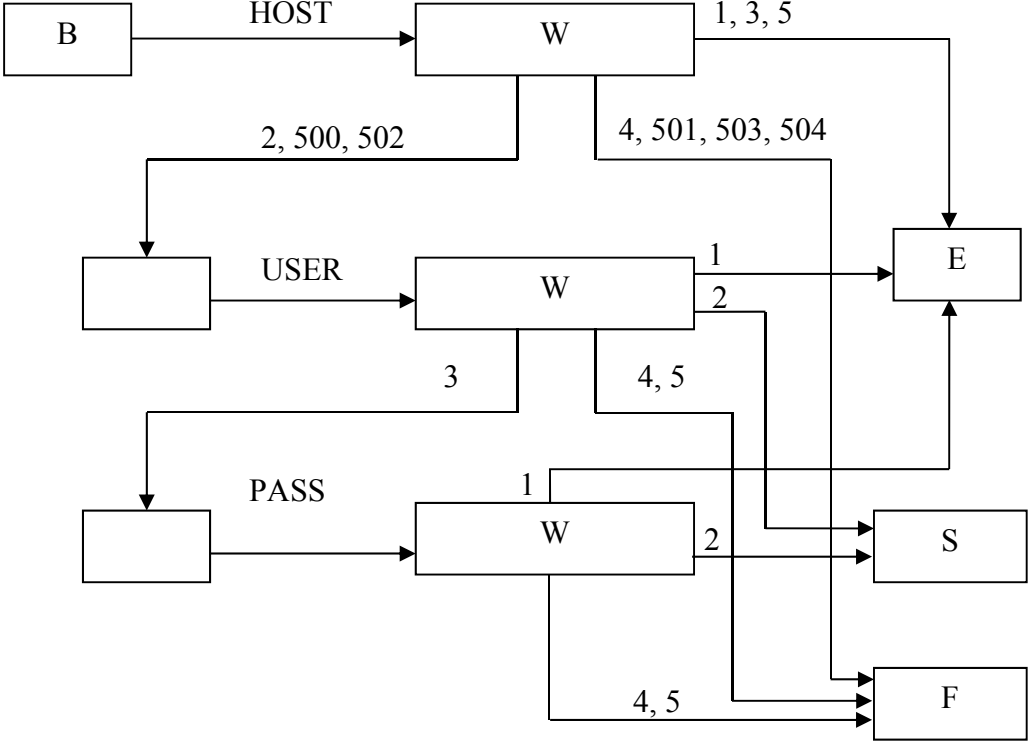 B
HOST
W
1, 3, 5
2, 500, 502
4, 501, 503, 504
E
USER
W
1
2
3
4, 5
PASS
1
W
2
S
4, 5
F